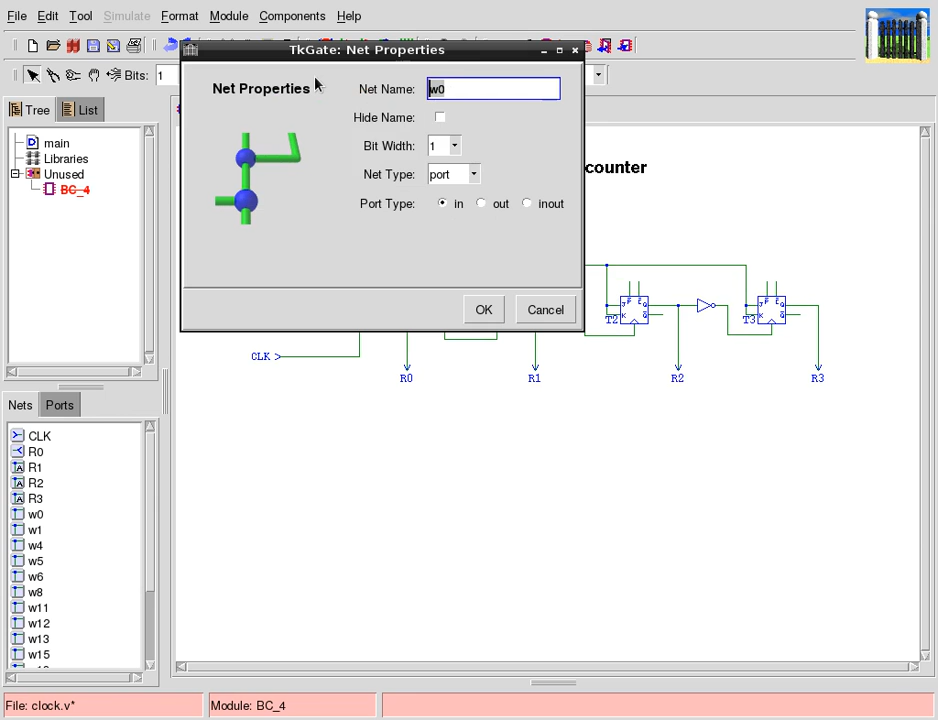 File Edit Tool Simulate Format Module Components Help
TkGate: Net Properties
Bits: 1
Net Properties
Net Name: w0
Hide Name:
Bit Width: 1
Net Type: port
Port Type: in out inout
OK Cancel
Tree List
main
Libraries
Unused
BC_4
counter
J Q
K Q
T2
J Q
K Q
T3
CLK
R0 R1 R2 R3
Nets Ports
CLK
R0
R1
R2
R3
w0
w1
w4
w5
w6
w8
w11
w12
w13
w15
File: clock.v* Module: BC_4